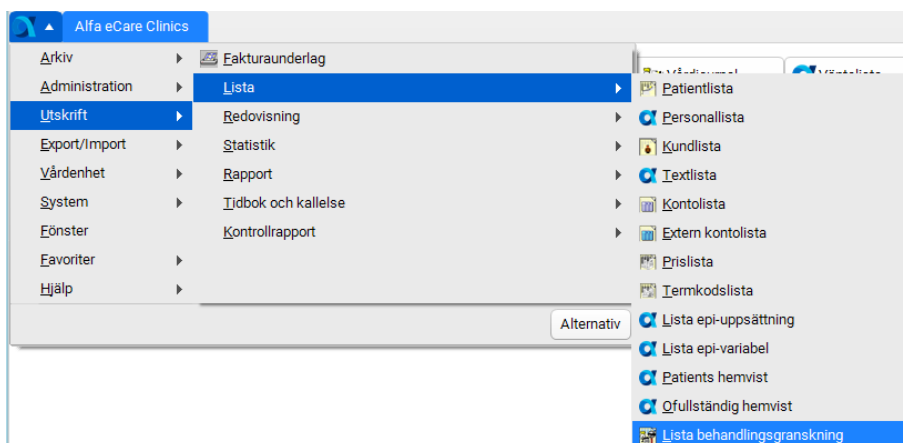 Alfa eCare Clinics
Arkiv
Administration
Utskrift
Export/Import
Vårdenhet
System
Fönster
Favoriter
Hjälp
Fakturaunderlag
Lista
Redovisning
Statistik
Rapport
Tidbok och kallelse
Kontrollrapport
Alternativ
Vårdjournal
Väntelista
Patientlista
Personallista
Kundlista
Textlista
Kontolista
Extern kontolista
Prislista
Termkodslista
Lista epi-uppsättning
Lista epi-variabel
Patients hemvist
Ofullständig hemvist
Lista behandlingsgranskning